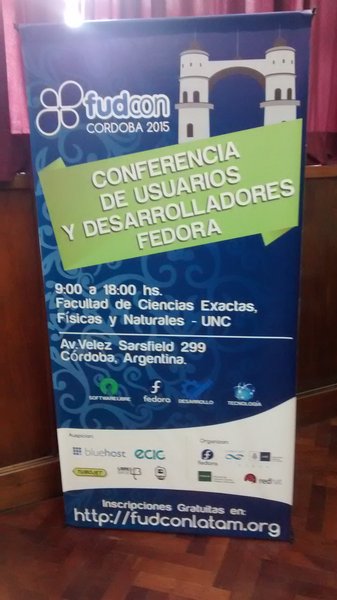 fudcon
CORDOBA 2015
CONFERENCIA
DE USUARIOS
Y DESARROLLADORES
FEDORA
9:00 a 18:00 hs.
Facultad de Ciencias Exactas,
Físicas y Naturales - UNC
Av.Velez Sarsfield 299
Córdoba, Argentina.
SOFTWARE LIBRE
fedora
DESARROLLO
TECNOLOGÍA
Auspician:
Organizan:
bluehost
ecic
fedora
redhat
Inscripciones Gratuitas en:
http://fudconlatam.org